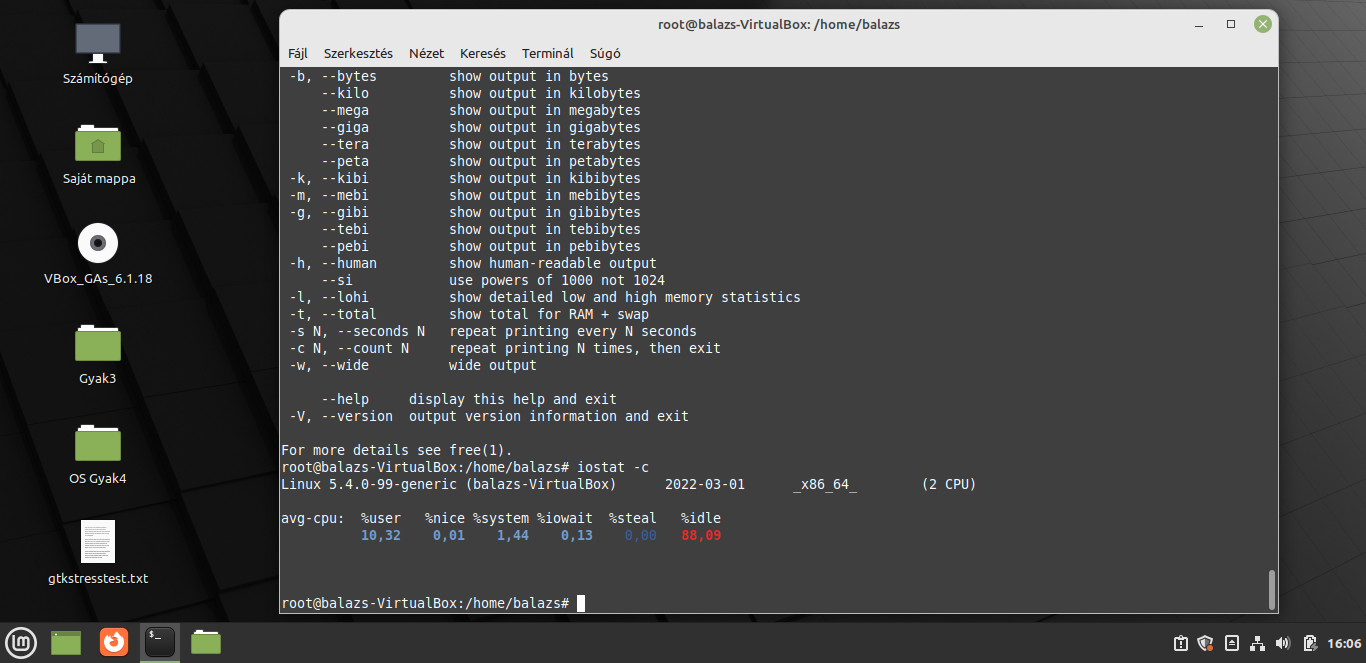 Számítógép
Saját mappa
VBox_GAs_6.1.18
Gyak3
OS Gyak4
gtkstresstest.txt
root@balazs-VirtualBox: /home/balazs
Fájl Szerkesztés Nézet Keresés Terminál Súgó
-b, --bytes show output in bytes
--kilo show output in kilobytes
--mega show output in megabytes
--giga show output in gigabytes
--tera show output in terabytes
--peta show output in petabytes
-k, --kibi show output in kibibytes
-m, --mebi show output in mebibytes
-g, --gibi show output in gibibytes
--tebi show output in tebibytes
--pebi show output in pebibytes
-h, --human show human-readable output
--si use powers of 1000 not 1024
-l, --lohi show detailed low and high memory statistics
-t, --total show total for RAM + swap
-s N, --seconds N repeat printing every N seconds
-c N, --count N repeat printing N times, then exit
-w, --wide wide output
--help display this help and exit
-V, --version output version information and exit
For more details see free(1).
root@balazs-VirtualBox:/home/balazs# iostat -c
Linux 5.4.0-99-generic (balazs-VirtualBox) 2022-03-01 _x86_64_ (2 CPU)
avg-cpu: %user %nice %system %iowait %steal %idle
10,32 0,01 1,44 0,13 0,00 88,09
root@balazs-VirtualBox:/home/balazs#
$_
16:06